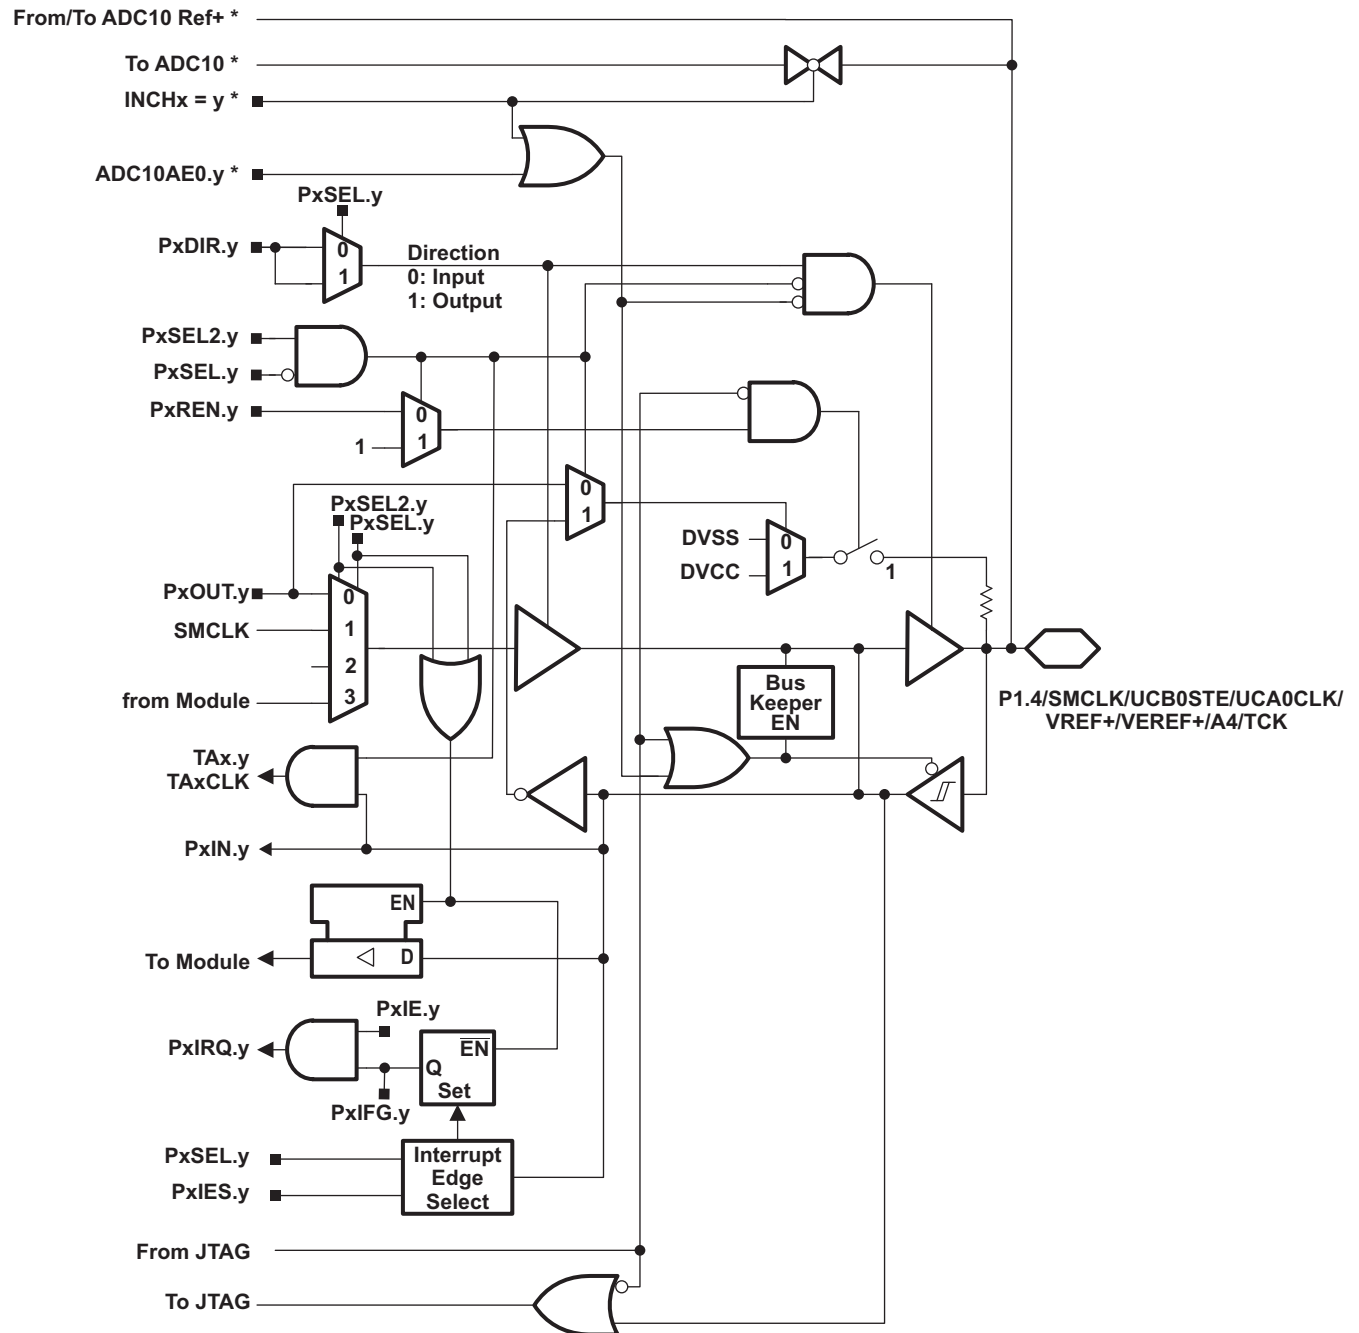 From/To ADC10 Ref+ *
To ADC10 *
INCHx = y *
ADC10AE0.y *
PxSEL.y
PxDIR.y
0
1
Direction
0: Input
1: Output
PxSEL2.y
PxSEL.y
PxREN.y
0
1
1
0
1
PxSEL2.y
PxSEL.y
DVSS
DVCC
0
1
1
PxOUT.y
SMCLK
0
1
2
3
from Module
Bus
Keeper
EN
P1.4/SMCLK/UCB0STE/UCA0CLK/
VREF+/VEREF+/A4/TCK
TAx.y
TAxCLK
PxIN.y
EN
D
To Module
PxIE.y
PxIRQ.y
EN
Q
Set
PxIFG.y
PxSEL.y
PxIES.y
Interrupt
Edge
Select
From JTAG
To JTAG